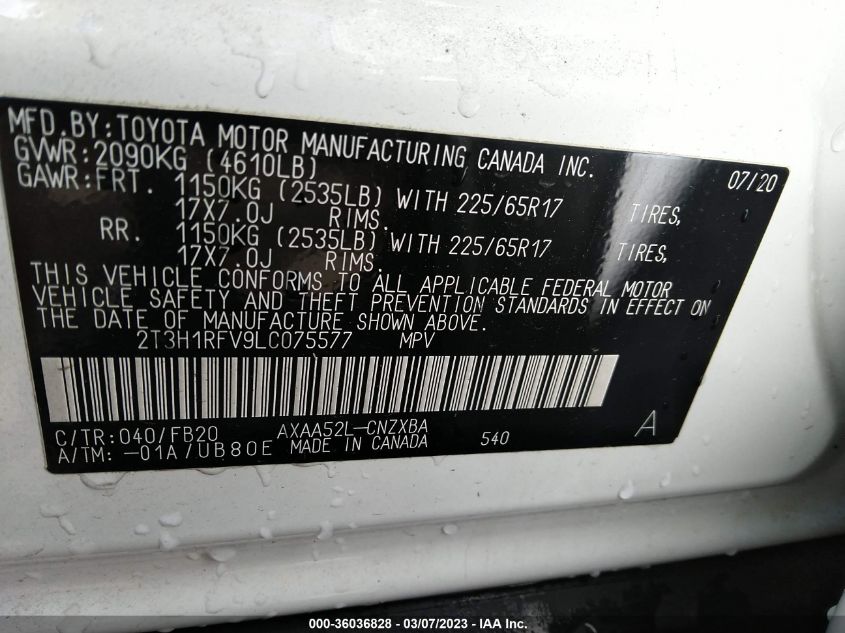 MFD.BY:TOYOTA MOTOR MANUFACTURING CANADA INC.
GVWR:2090KG (4610LB) 07/20
GAWR:FRT. 1150KG (2535LB) WITH 225/65R17 TIRES,
17X7.0J RIMS.
RR. 1150KG (2535LB) WITH 225/65R17 TIRES,
17X7.0J RIMS.
THIS VEHICLE CONFORMS TO ALL APPLICABLE FEDERAL MOTOR
VEHICLE SAFETY AND THEFT PREVENTION STANDARDS IN EFFECT ON
THE DATE OF MANUFACTURE SHOWN ABOVE.
2T3H1RFV9LC075577 MPV
C/TR:040/FB20 AXAA52L-CNZXBA A
A/TM: -01A/UB80E MADE IN CANADA 540
000-36036828 - 03/07/2023 - IAA Inc.